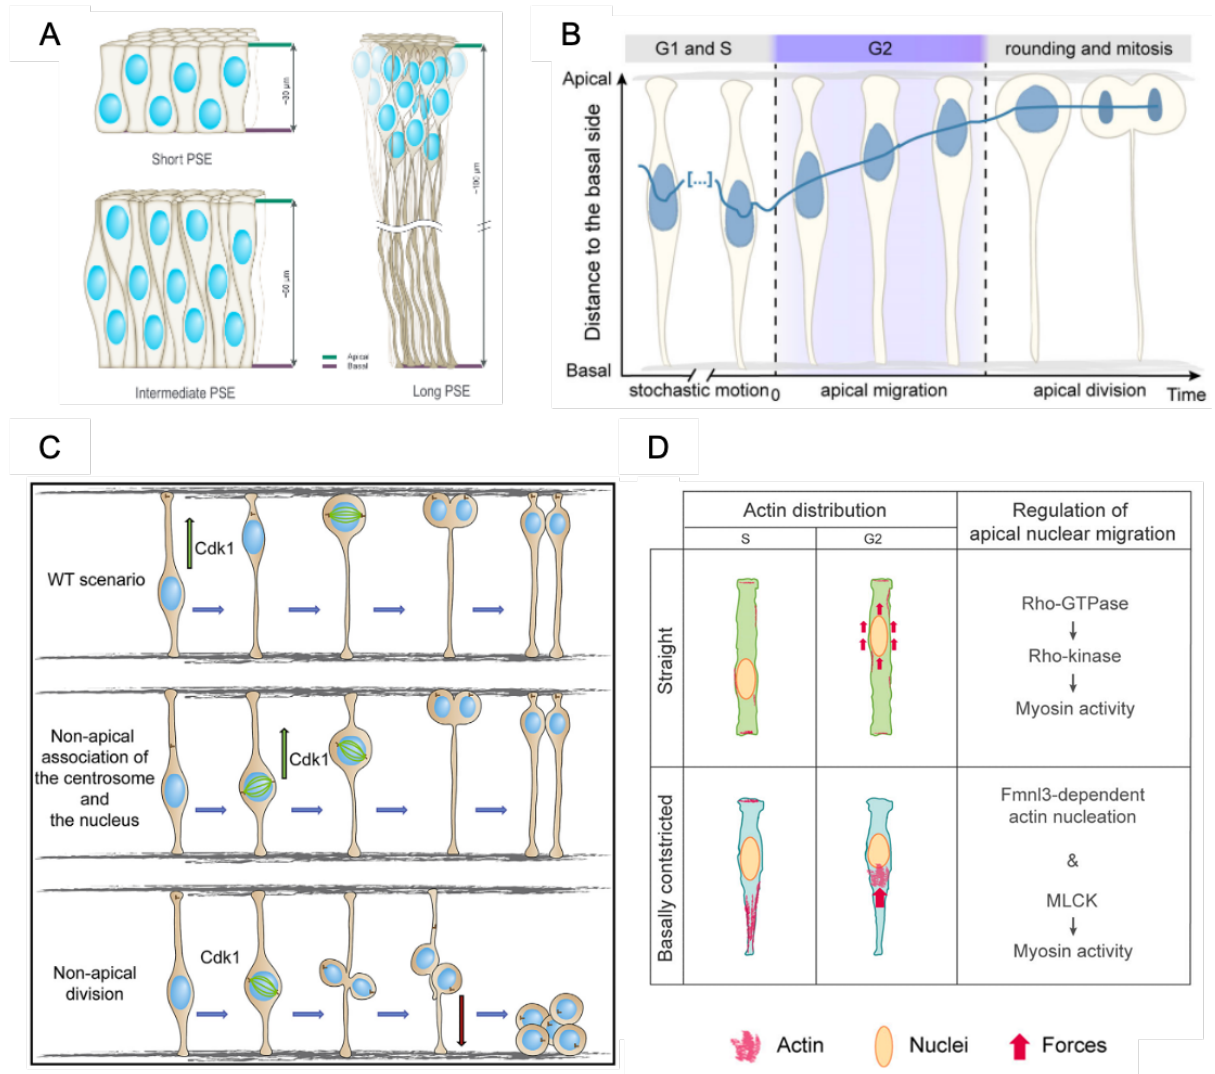 A
~30 μm
Short PSE
~60 μm
Apical
Basal
Intermediate PSE
~100 μm
Long PSE
B
G1 and S
G2
rounding and mitosis
Apical
Distance to the basal side
[...]
Basal
stochastic motion
0
apical migration
apical division
Time
C
WT scenario
Cdk1
Non-apical
association of
the centrosome
and
the nucleus
Cdk1
Non-apical
division
Cdk1
D
Actin distribution
Regulation of
apical nuclear migration
S
G2
Straight
Rho-GTPase
Rho-kinase
Myosin activity
Basally contstricted
Fmnl3-dependent
actin nucleation
&
MLCK
Myosin activity
Actin
Nuclei
Forces